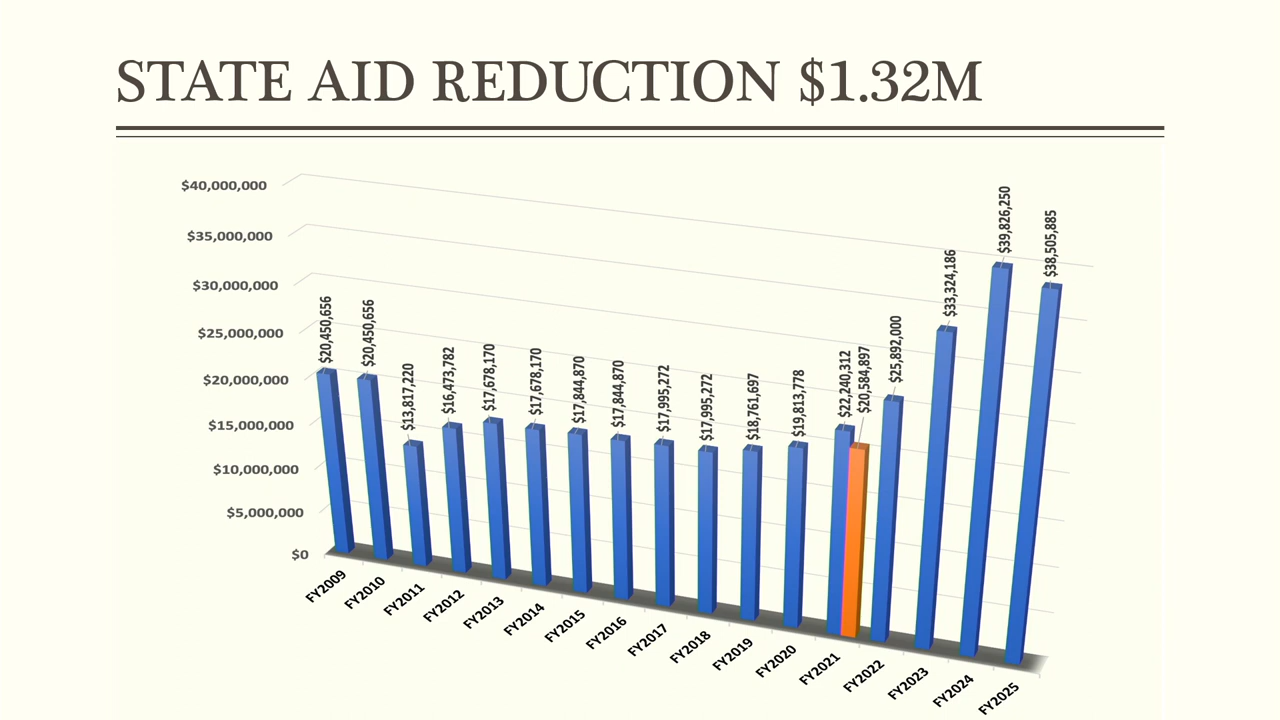 STATE AID REDUCTION $1.32M
$40,000,000
$35,000,000
$30,000,000
$25,000,000
$20,000,000
$15,000,000
$10,000,000
$5,000,000
$0
$20,450,656
$20,450,656
$13,817,220
$16,473,782
$17,678,170
$17,678,170
$17,844,870
$17,844,870
$17,995,272
$17,995,272
$18,761,697
$19,813,778
$22,240,312
$20,584,897
$25,892,000
$33,324,186
$39,826,250
$38,505,885
FY2009
FY2010
FY2011
FY2012
FY2013
FY2014
FY2015
FY2016
FY2017
FY2018
FY2019
FY2020
FY2021
FY2022
FY2023
FY2024
FY2025